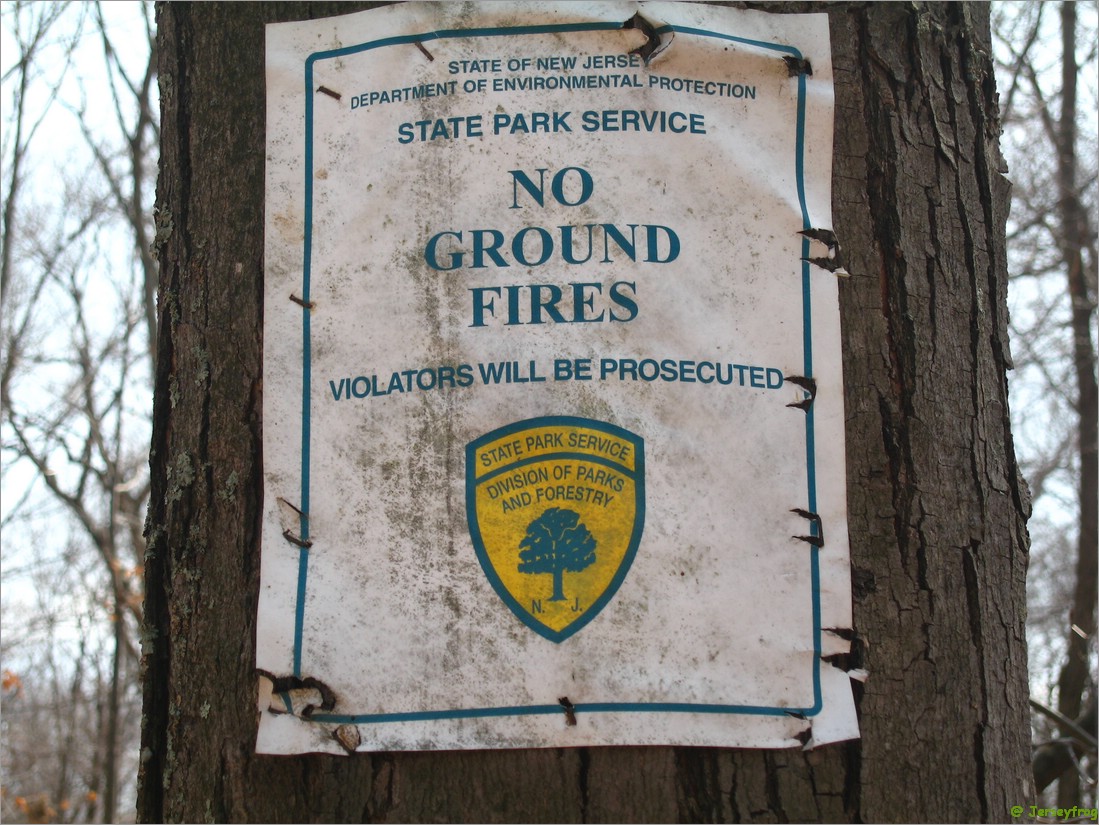 STATE OF NEW JERSEY
DEPARTMENT OF ENVIRONMENTAL PROTECTION
STATE PARK SERVICE
NO
GROUND
FIRES
VIOLATORS WILL BE PROSECUTED
STATE PARK SERVICE
DIVISION OF PARKS
AND FORESTRY
N. J.
@ Jerseyfrog